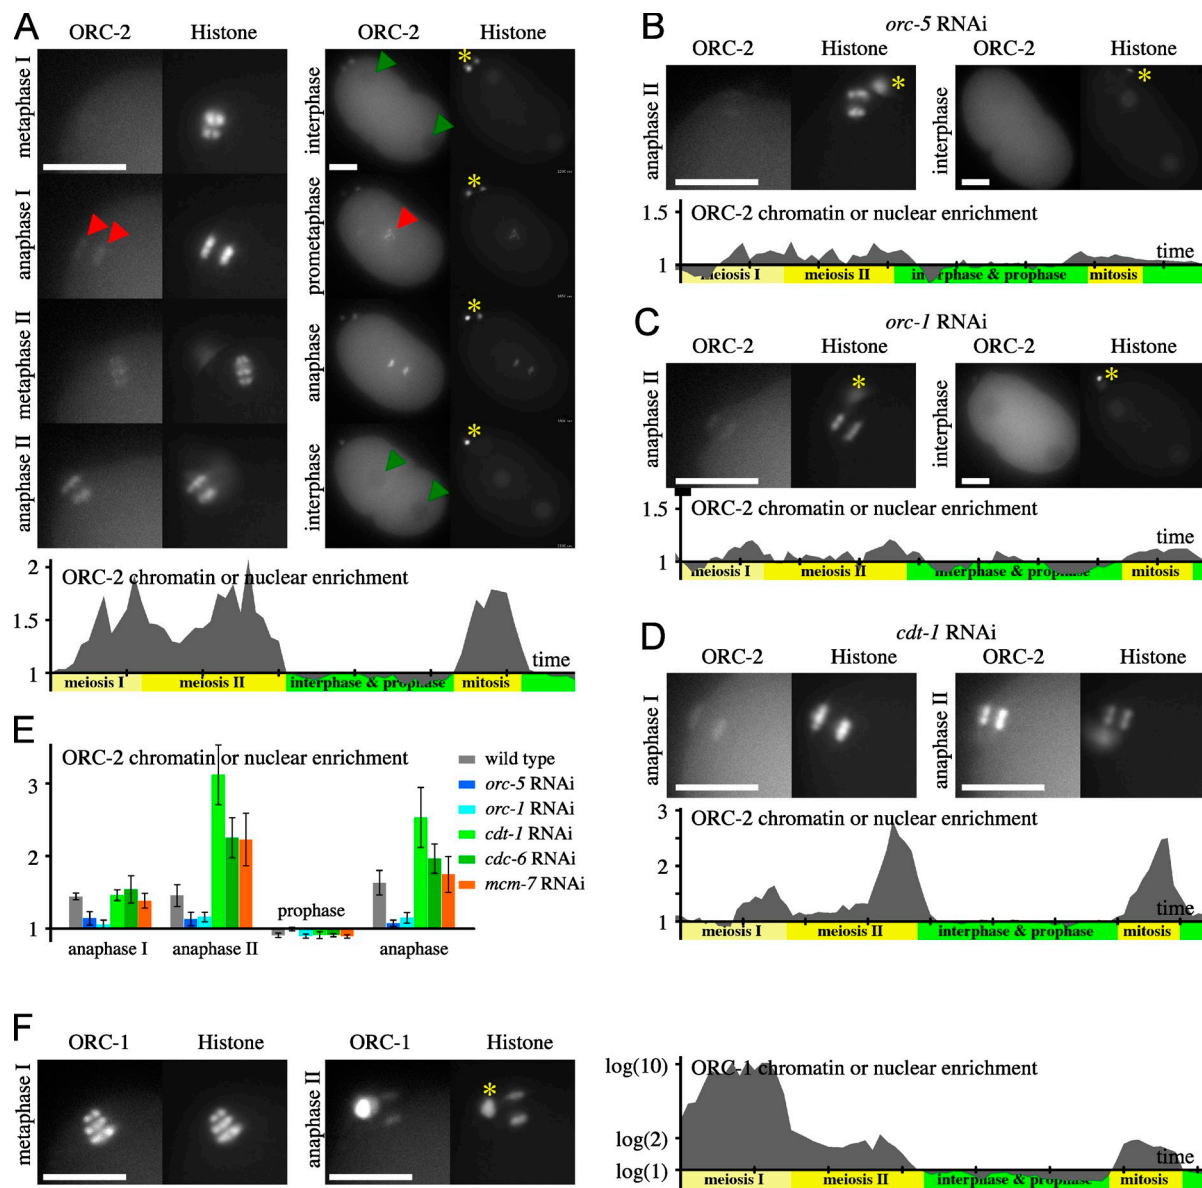 A
ORC-2 Histone
ORC-2 Histone
metaphase I
anaphase I
metaphase II
anaphase II
interphase
prometaphase
anaphase
interphase
ORC-2 chromatin or nuclear enrichment
2
1.5
1
time
meiosis I meiosis II interphase & prophase mitosis
B
orc-5 RNAi
ORC-2 Histone
ORC-2 Histone
anaphase II
interphase
1.5
ORC-2 chromatin or nuclear enrichment
time
1
meiosis I meiosis II interphase & prophase mitosis
C
orc-1 RNAi
ORC-2 Histone
ORC-2 Histone
anaphase II
interphase
1.5
ORC-2 chromatin or nuclear enrichment
time
1
meiosis I meiosis II interphase & prophase mitosis
D
cdt-1 RNAi
ORC-2 Histone
ORC-2 Histone
anaphase I
anaphase II
3
ORC-2 chromatin or nuclear enrichment
2.5
2
1.5
time
1
meiosis I meiosis II interphase & prophase mitosis
E
ORC-2 chromatin or nuclear enrichment
3
2
1
wild type
orc-5 RNAi
orc-1 RNAi
cdt-1 RNAi
cdc-6 RNAi
mcm-7 RNAi
prophase
anaphase I anaphase II anaphase
F
ORC-1 Histone
ORC-1 Histone
metaphase I
anaphase II
log(10)
ORC-1 chromatin or nuclear enrichment
log(2)
time
log(1)
meiosis I meiosis II interphase & prophase mitosis